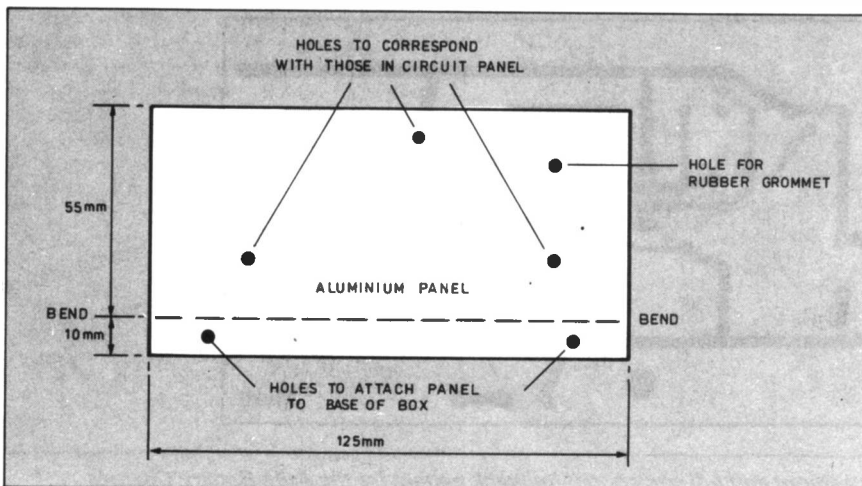 HOLES TO CORRESPOND
WITH THOSE IN CIRCUIT PANEL
HOLE FOR
RUBBER GROMMET
55mm
ALUMINIUM PANEL
BEND
BEND
10mm
HOLES TO ATTACH PANEL
TO BASE OF BOX
125mm